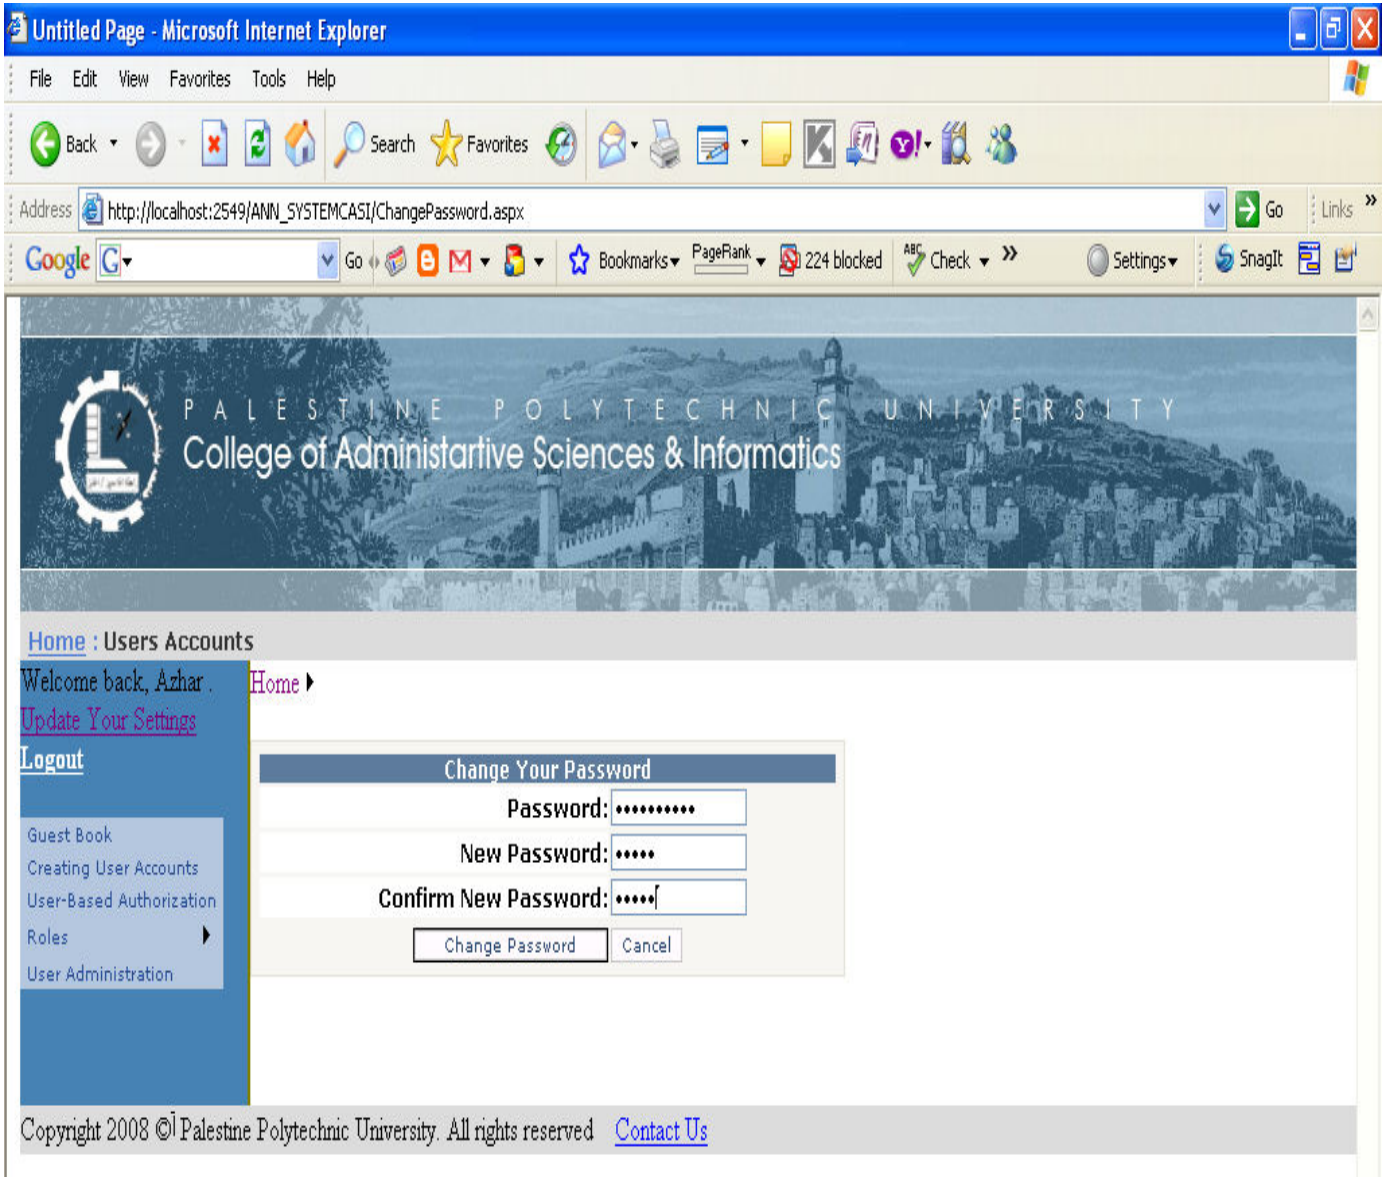 Untitled Page - Microsoft Internet Explorer
File Edit View Favorites Tools Help
Back Search Favorites
Address http://localhost:2549/ANN_SYSTEMCASI/ChangePassword.aspx Go Links »
Google G Go Bookmarks PageRank 224 blocked ABC Check » Settings SnagIt
PALESTINE POLYTECHNIC UNIVERSITY
College of Administartive Sciences & Informatics
Home : Users Accounts
Welcome back, Azhar .
Update Your Settings
Logout
Guest Book
Creating User Accounts
User-Based Authorization
Roles
User Administration
Home
Change Your Password
Password: ••••••••••
New Password: •••••
Confirm New Password: •••••
Change Password Cancel
Copyright 2008 ©Ī Palestine Polytechnic University. All rights reserved Contact Us